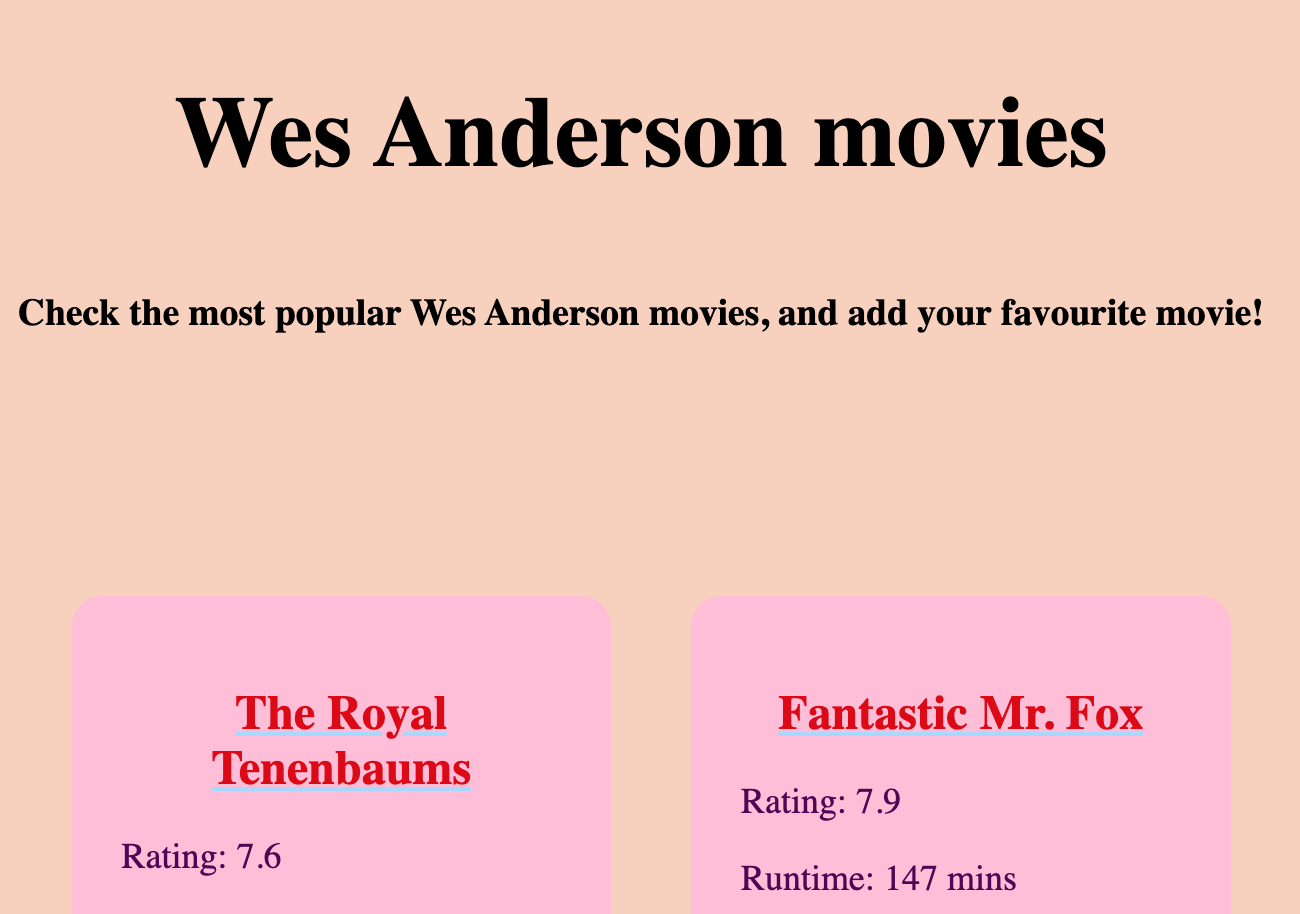 Wes Anderson movies
Check the most popular Wes Anderson movies, and add your favourite movie!
The Royal
Tenenbaums
Rating: 7.6
Fantastic Mr. Fox
Rating: 7.9
Runtime: 147 mins